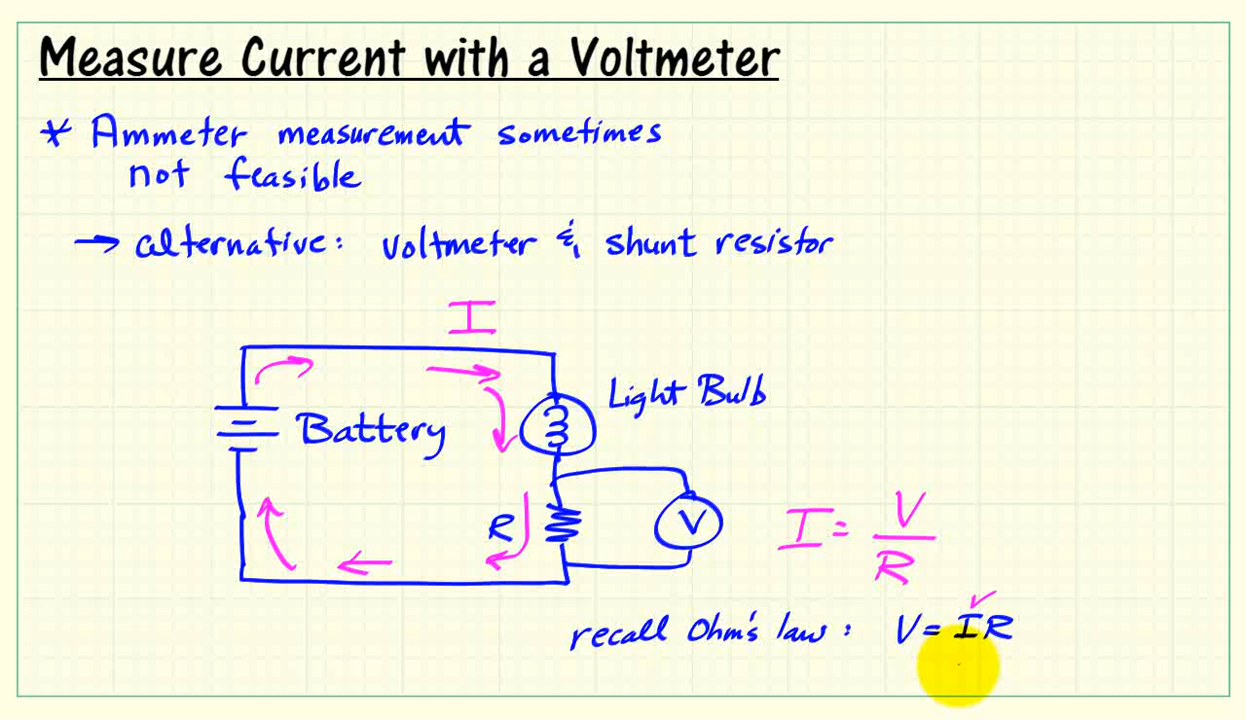 Measure Current with a Voltmeter
* Ammeter measurement sometimes
not feasible
→ alternative: voltmeter & shunt resistor
I
Light Bulb
Battery
R
V
I = V/R
recall Ohm's law: V = IR